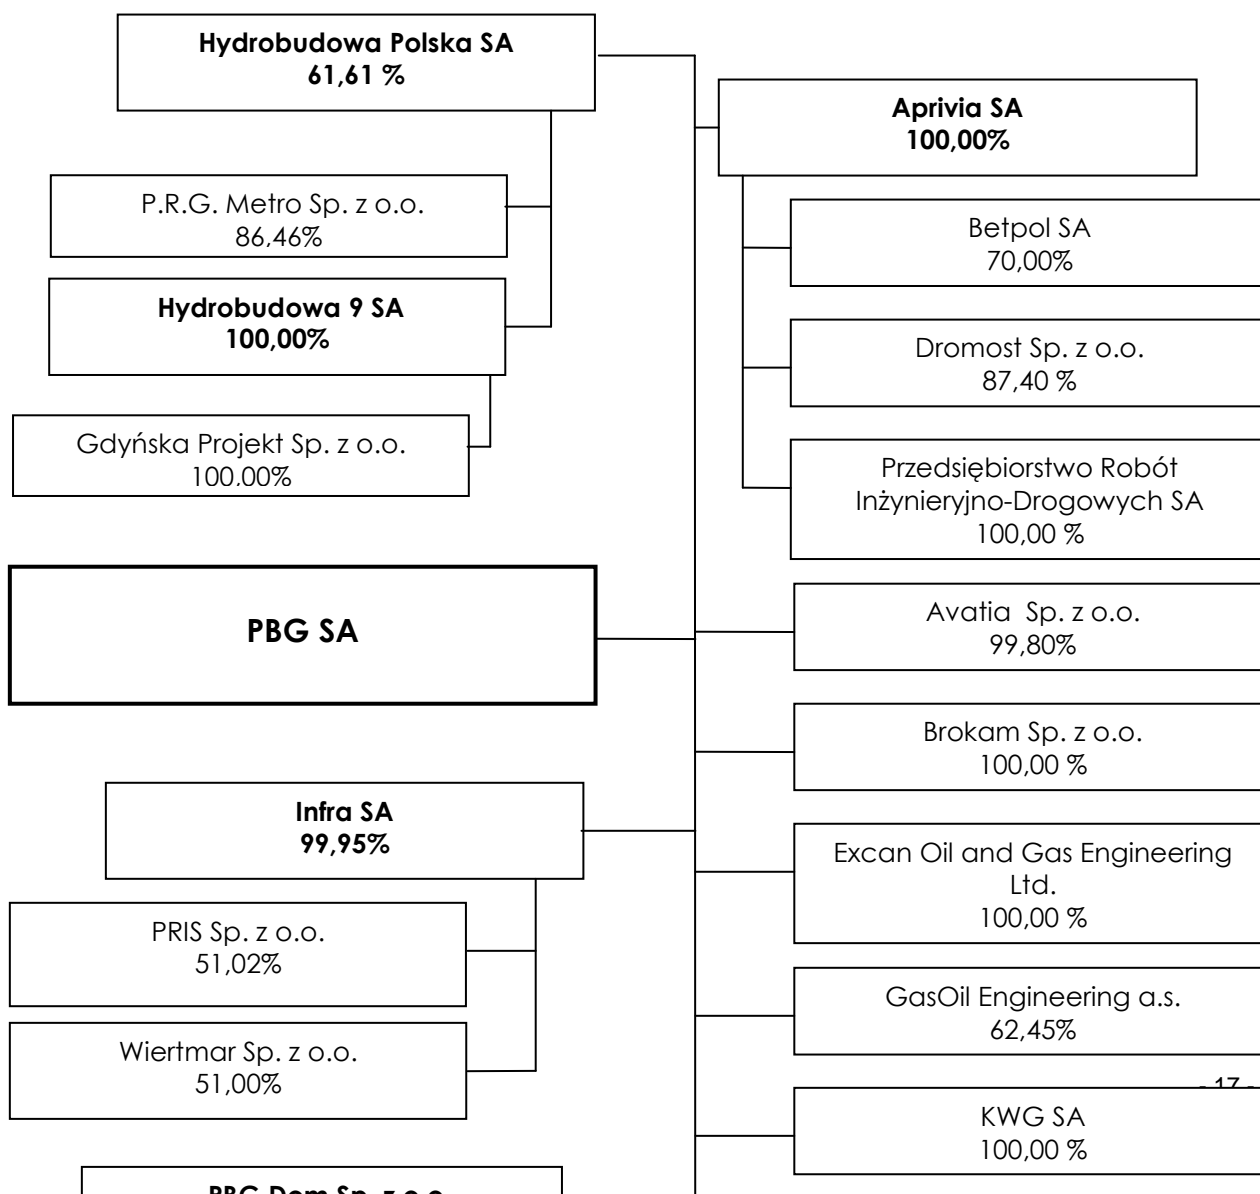 Hydrobudowa Polska SA
61,61 %
P.R.G. Metro Sp. z o.o.
86,46%
Hydrobudowa 9 SA
100,00%
Gdyńska Projekt Sp. z o.o.
100,00%
PBG SA
Infra SA
99,95%
PRIS Sp. z o.o.
51,02%
Wiertmar Sp. z o.o.
51,00%
PBG Dom Sp. z o.o.
Aprivia SA
100,00%
Betpol SA
70,00%
Dromost Sp. z o.o.
87,40 %
Przedsiębiorstwo Robót
Inżynieryjno-Drogowych SA
100,00 %
Avatia Sp. z o.o.
99,80%
Brokam Sp. z o.o.
100,00 %
Excan Oil and Gas Engineering
Ltd.
100,00 %
GasOil Engineering a.s.
62,45%
- 17 -
KWG SA
100,00 %